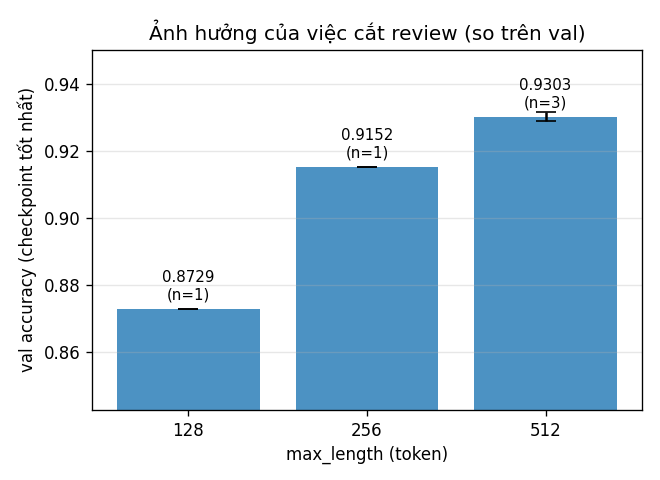 Ảnh hưởng của việc cắt review (so trên val)
val accuracy (checkpoint tốt nhất)
0.94
0.92
0.90
0.88
0.86
0.8729
(n=1)
0.9152
(n=1)
0.9303
(n=3)
128
256
512
max_length (token)